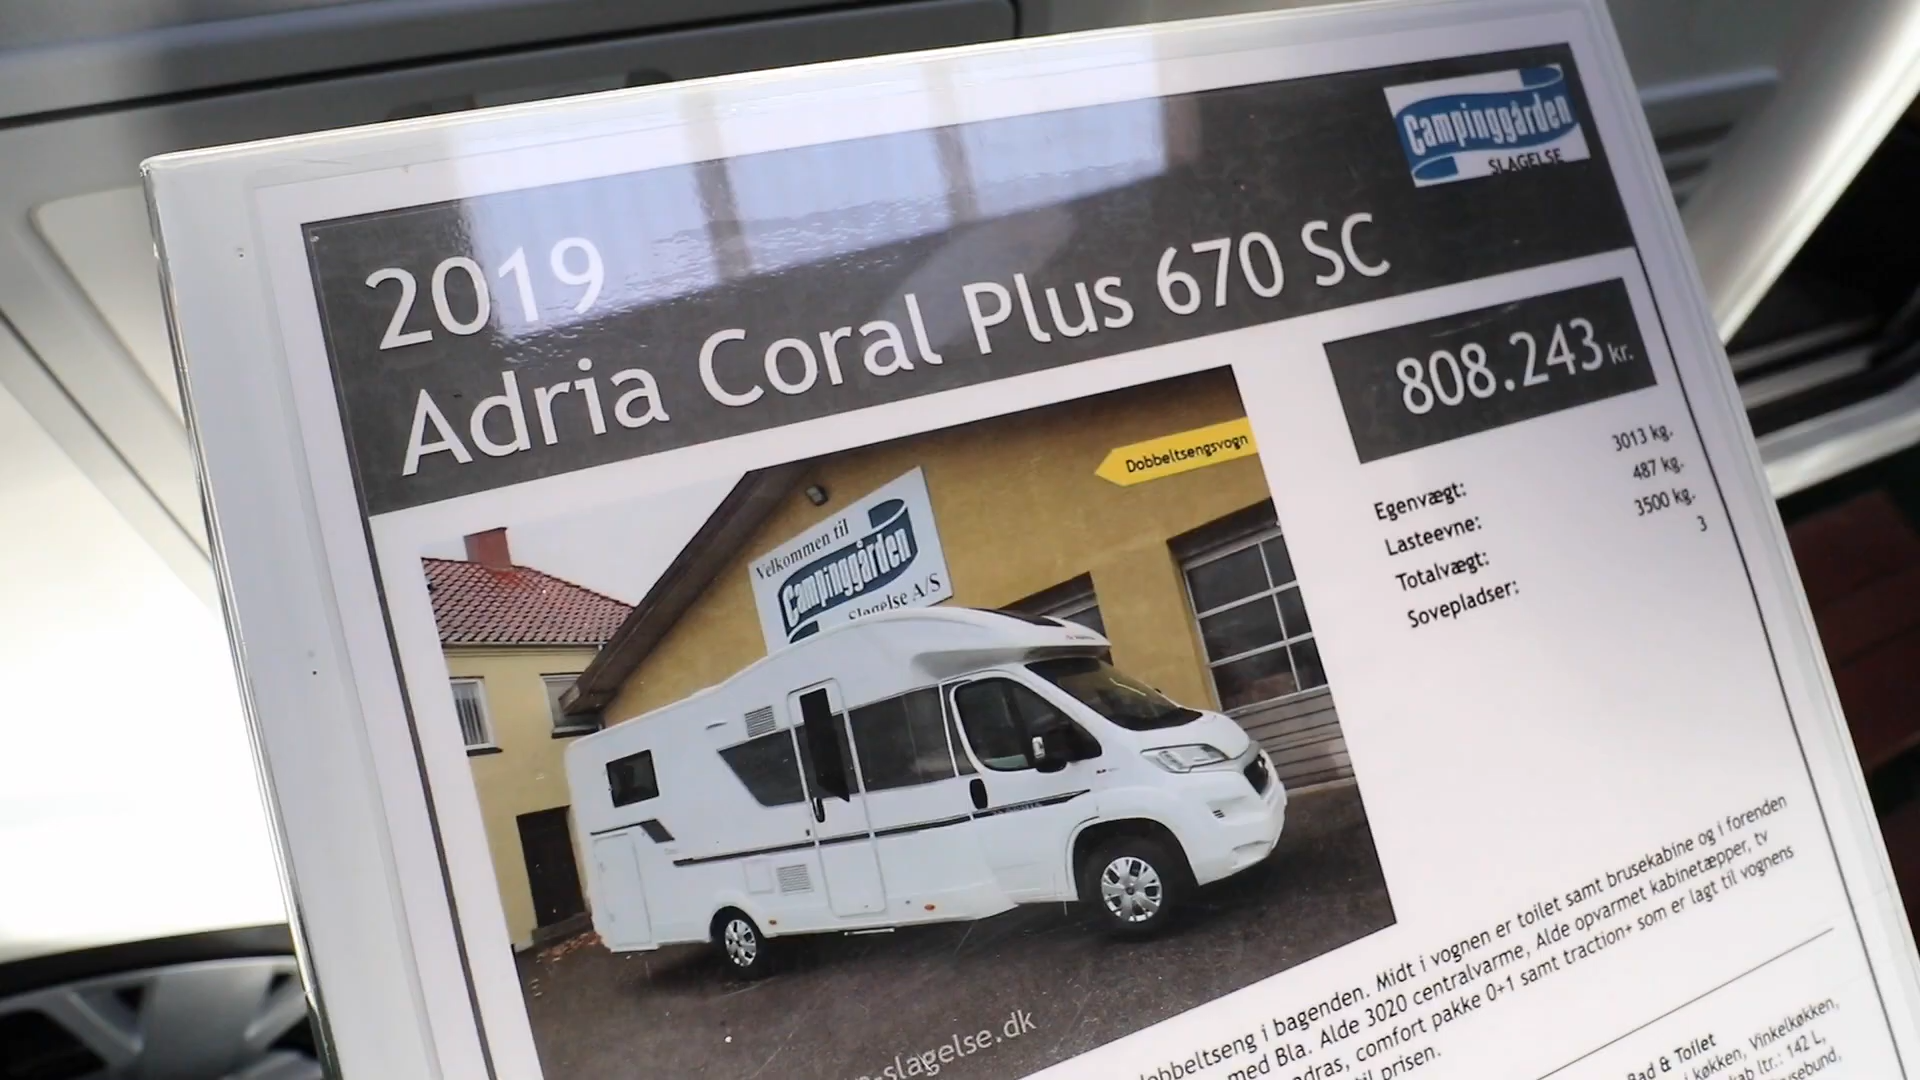 Campinggården
SLAGELSE
2019
Adria Coral Plus 670 SC
808.243 kr.
Dobbeltsengsvogn
Velkommen til
Campinggården
Slagelse A/S
Egenvægt: 3013 kg.
Lasteevne: 487 kg.
Totalvægt: 3500 kg.
Sovepladser: 3
-slagelse.dk
dobbeltseng i bagenden. Midt i vognen er toilet samt brusekabine og i forenden
med Bla. Alde 3020 centralvarme, Alde opvarmet kabinetæpper, tv
comfort pakke 0+1 samt traction+ som er lagt til vognens
prisen.
Bad & Toilet
køkken, Vinkelkøkken,
ltr.: 142 L,